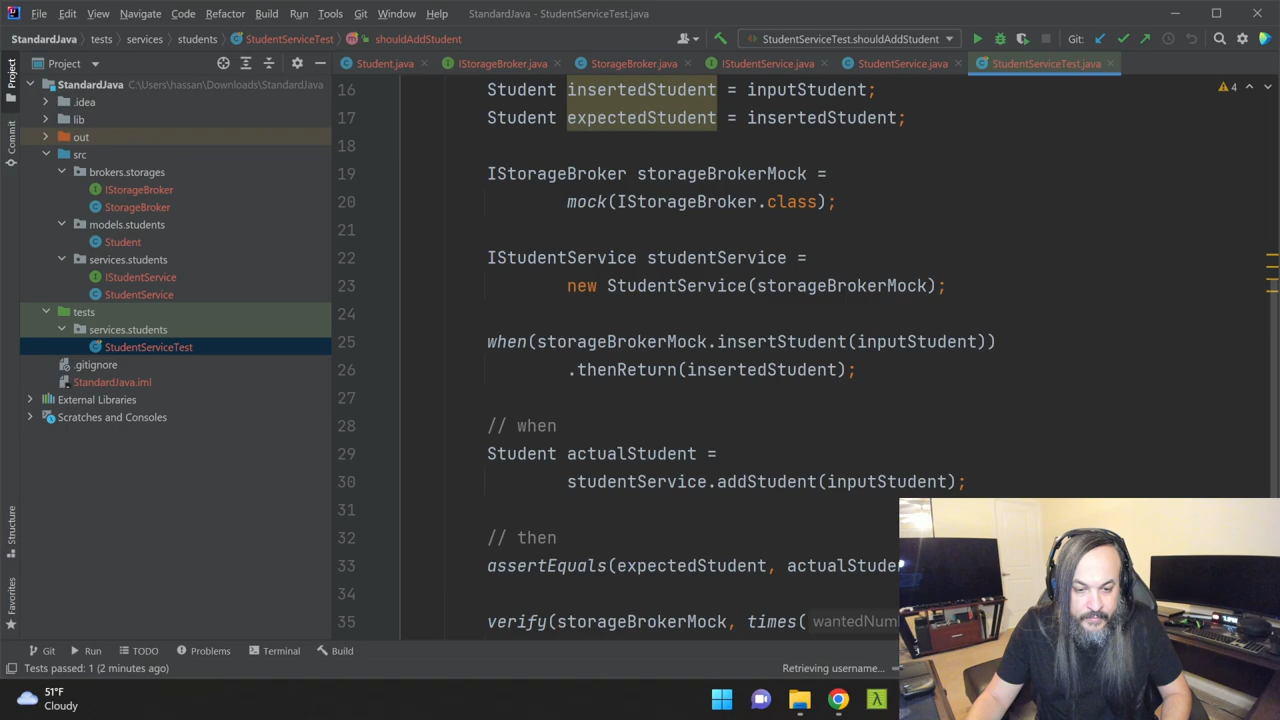 File Edit View Navigate Code Refactor Build Run Tools Git Window Help StandardJava - StudentServiceTest.java
StandardJava tests services students StudentServiceTest shouldAddStudent StudentServiceTest.shouldAddStudent Git:
Project Student.java IStorageBroker.java StorageBroker.java IStudentService.java StudentService.java StudentServiceTest.java
Project
Commit
Structure
Favorites
StandardJava C:\Users\hassan\Downloads\StandardJava
.idea
lib
out
src
brokers.storages
IStorageBroker
StorageBroker
models.students
Student
services.students
IStudentService
StudentService
tests
services.students
StudentServiceTest
.gitignore
StandardJava.iml
External Libraries
Scratches and Consoles
4
16 Student insertedStudent = inputStudent;
17 Student expectedStudent = insertedStudent;
18
19 IStorageBroker storageBrokerMock =
20 mock(IStorageBroker.class);
21
22 IStudentService studentService =
23 new StudentService(storageBrokerMock);
24
25 when(storageBrokerMock.insertStudent(inputStudent))
26 .thenReturn(insertedStudent);
27
28 // when
29 Student actualStudent =
30 studentService.addStudent(inputStudent);
31
32 // then
33 assertEquals(expectedStudent, actualStude
34
35 verify(storageBrokerMock, times( wantedNum
Git Run TODO Problems Terminal Build
Tests passed: 1 (2 minutes ago) Retrieving username...
51°F
Cloudy